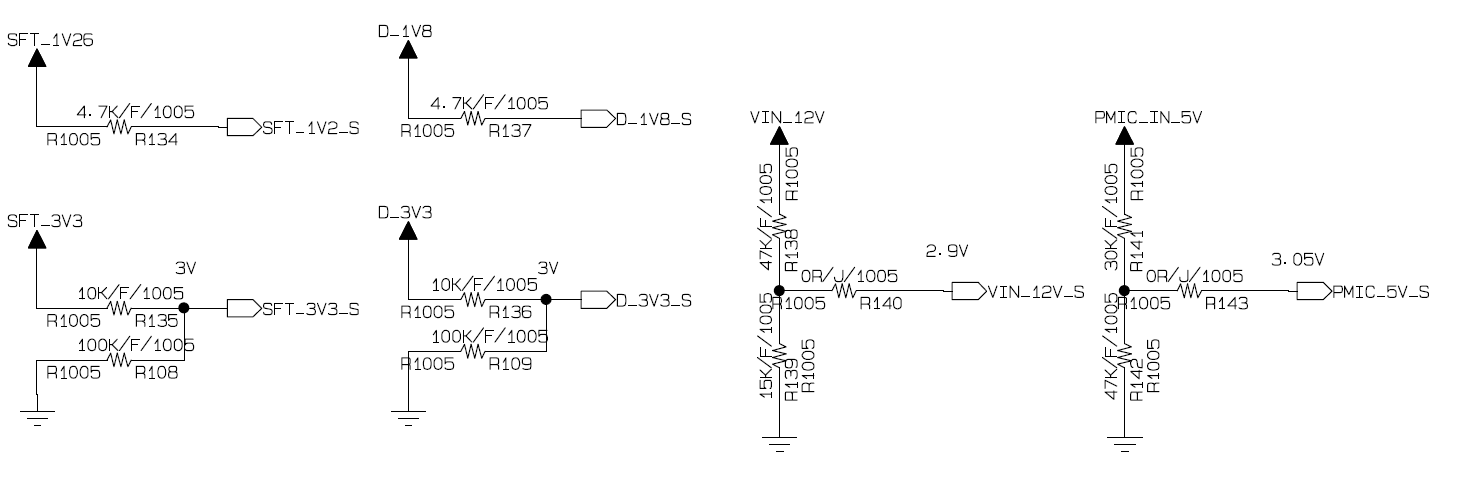 SFT_1V26
4.7K/F/1005
R1005
R134
SFT_1V2_S
D_1V8
4.7K/F/1005
R1005
R137
D_1V8_S
SFT_3V3
3V
10K/F/1005
R1005
R135
SFT_3V3_S
100K/F/1005
R1005
R108
D_3V3
3V
10K/F/1005
R1005
R136
D_3V3_S
100K/F/1005
R1005
R109
VIN_12V
R1005
47K/F/1005
R138
2.9V
0R/J/1005
R1005
R140
VIN_12V_S
15K/F/1005
R139
R1005
PMIC_IN_5V
R1005
30K/F/1005
R141
3.05V
0R/J/1005
R1005
R143
PMIC_5V_S
47K/F/1005
R142
R1005